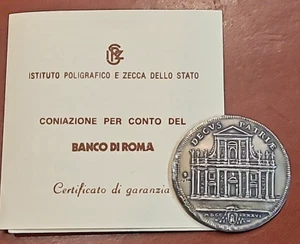 ISTITUTO POLIGRAFICO E ZECCA DELLO STATO
CONIAZIONE PER CONTO DEL
BANCO DI ROMA
Certificato di garanzia
DECVS PATRIÆ